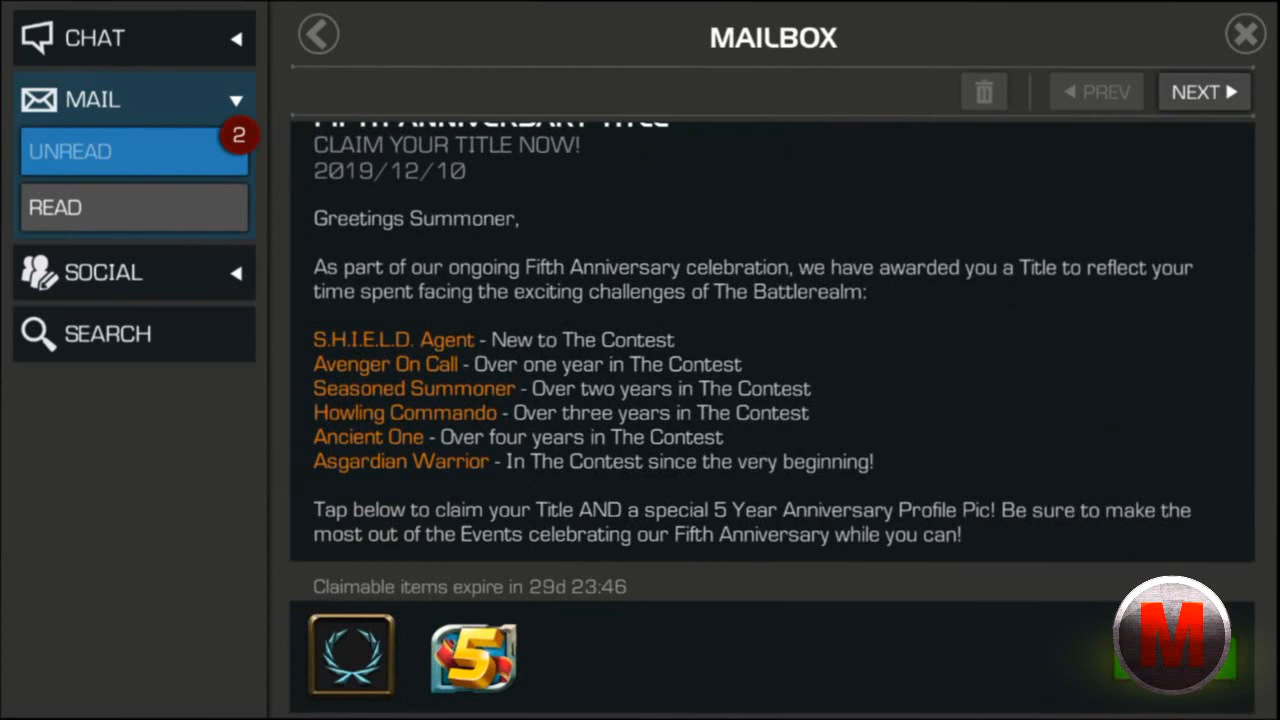 CHAT
MAILBOX
MAIL
PREV
NEXT
2
UNREAD
READ
SOCIAL
SEARCH
FIFTH ANNIVERSARY TITLE
CLAIM YOUR TITLE NOW!
2019/12/10
Greetings Summoner,
As part of our ongoing Fifth Anniversary celebration, we have awarded you a Title to reflect your
time spent facing the exciting challenges of The Battlerealm:
S.H.I.E.L.D. Agent - New to The Contest
Avenger On Call - Over one year in The Contest
Seasoned Summoner - Over two years in The Contest
Howling Commando - Over three years in The Contest
Ancient One - Over four years in The Contest
Asgardian Warrior - In The Contest since the very beginning!
Tap below to claim your Title AND a special 5 Year Anniversary Profile Pic! Be sure to make the
most out of the Events celebrating our Fifth Anniversary while you can!
Claimable items expire in 29d 23:46
5
M